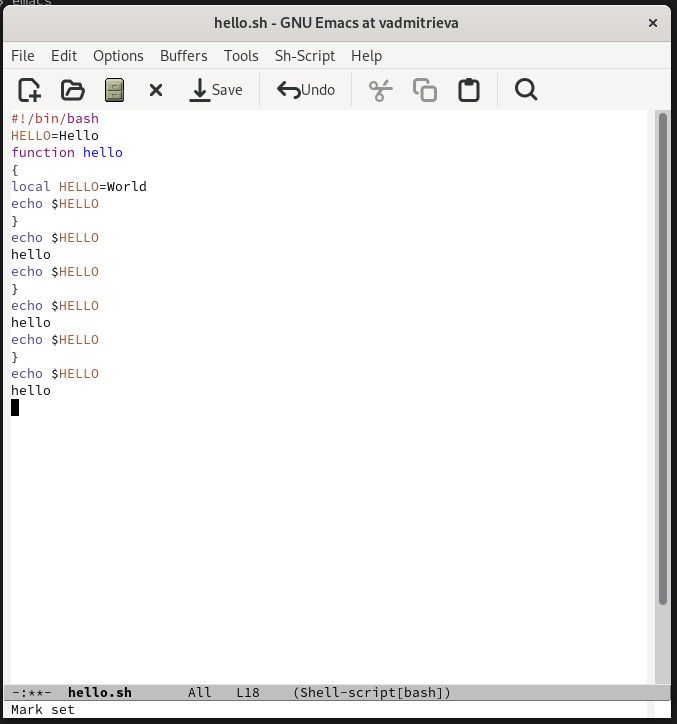 emacs
hello.sh - GNU Emacs at vadmitrieva
File Edit Options Buffers Tools Sh-Script Help
Save Undo
#!/bin/bash
HELLO=Hello
function hello
{
local HELLO=World
echo $HELLO
}
echo $HELLO
hello
echo $HELLO
}
echo $HELLO
hello
echo $HELLO
}
echo $HELLO
hello
-:**- hello.sh All L18 (Shell-script[bash])
Mark set